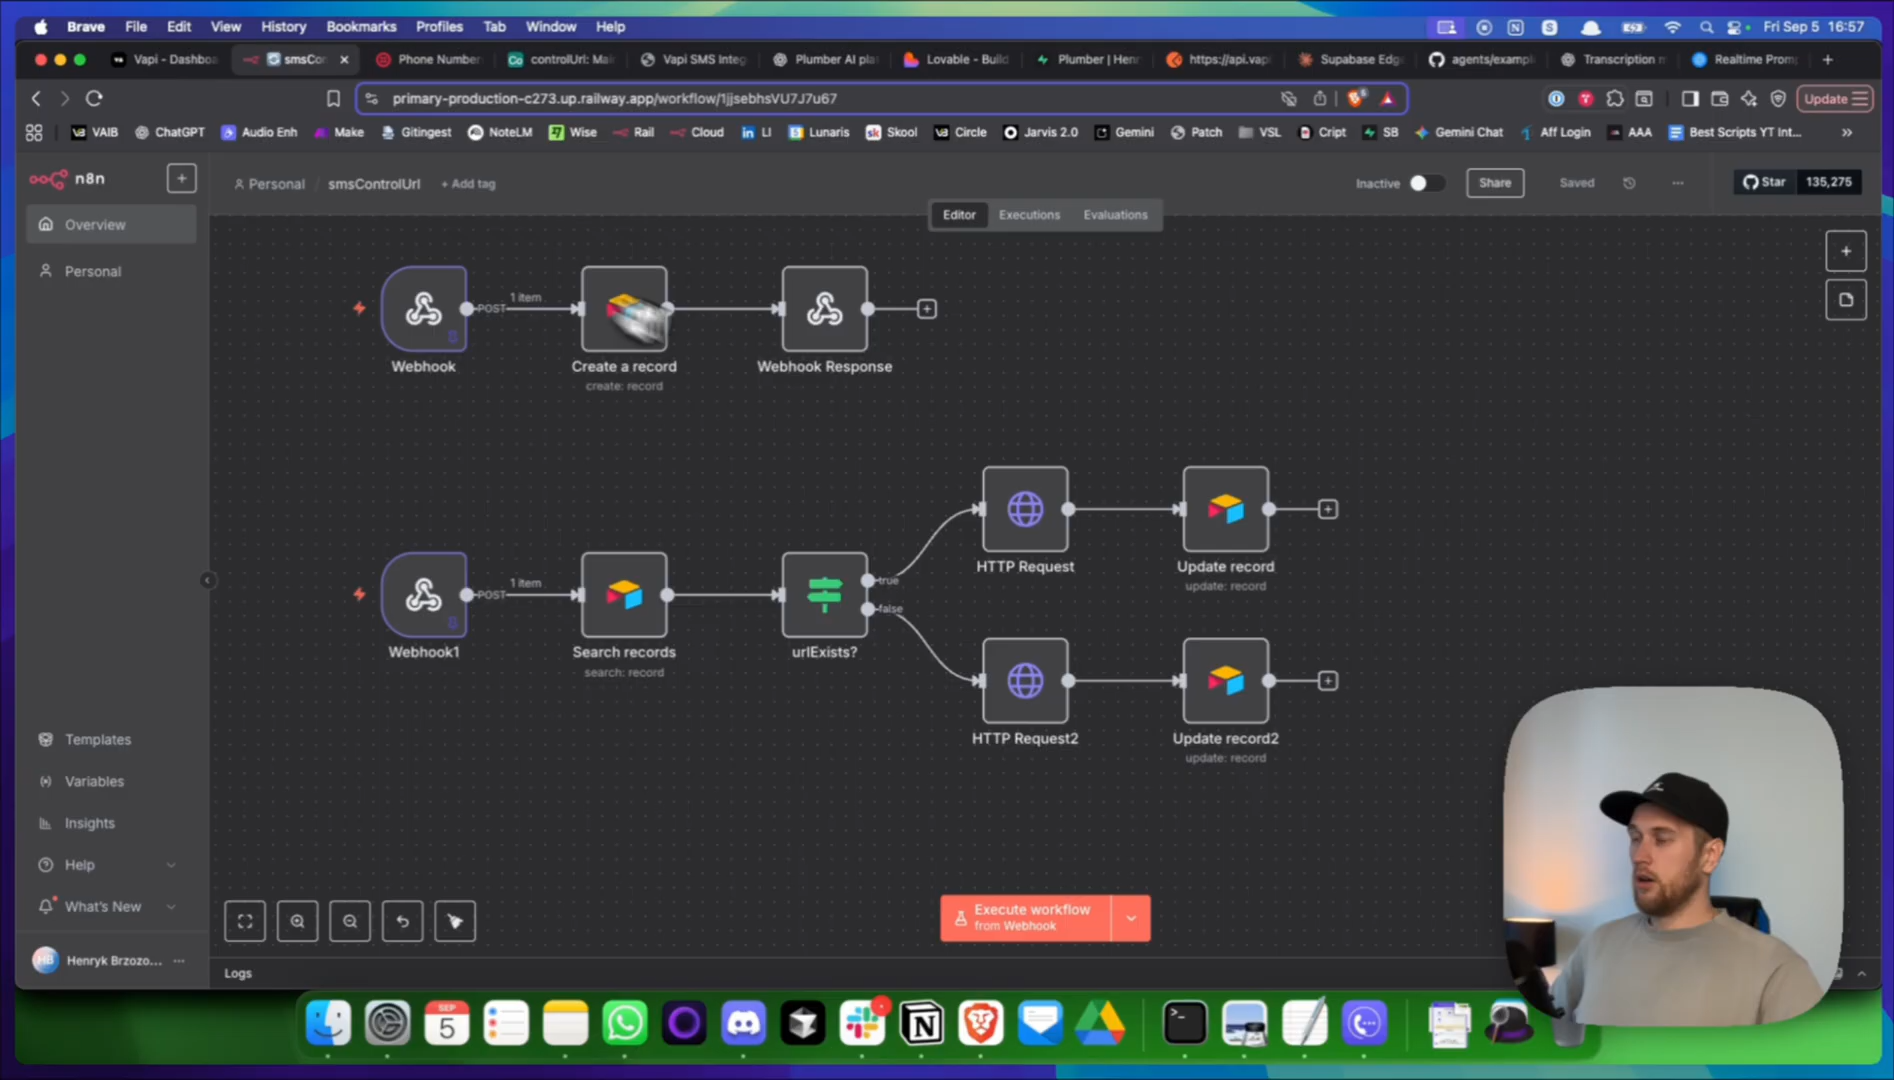 Brave File Edit View History Bookmarks Profiles Tab Window Help Fri Sep 5 16:57
Vapi - Dashbo smsCor Phone Number controlUrl: Mai Vapi SMS Integ Plumber AI pla Lovable - Build Plumber | Henr https://api.vapi Supabase Edg agents/exampl Transcription m Realtime Promp
primary-production-c273.up.railway.app/workflow/1jjsebhsVU7J7u67 Update
VAIB ChatGPT Audio Enh Make Gitingest NoteLM Wise Rail Cloud LI Lunaris Skool Circle Jarvis 2.0 Gemini Patch VSL Cript SB Gemini Chat Aff Login AAA Best Scripts YT Int...
n8n
Personal / smsControlUrl + Add tag Inactive Share Saved Star 135,275
Editor Executions Evaluations
Overview
Personal
POST 1 item
Webhook Create a record Webhook Response
create: record
HTTP Request Update record
update: record
POST 1 item true
false
Webhook1 Search records urlExists?
search: record
HTTP Request2 Update record2
update: record
Templates
Variables
Insights
Help
What's New
HB Henryk Brzozo...
Execute workflow
from Webhook
Logs
SEP
5